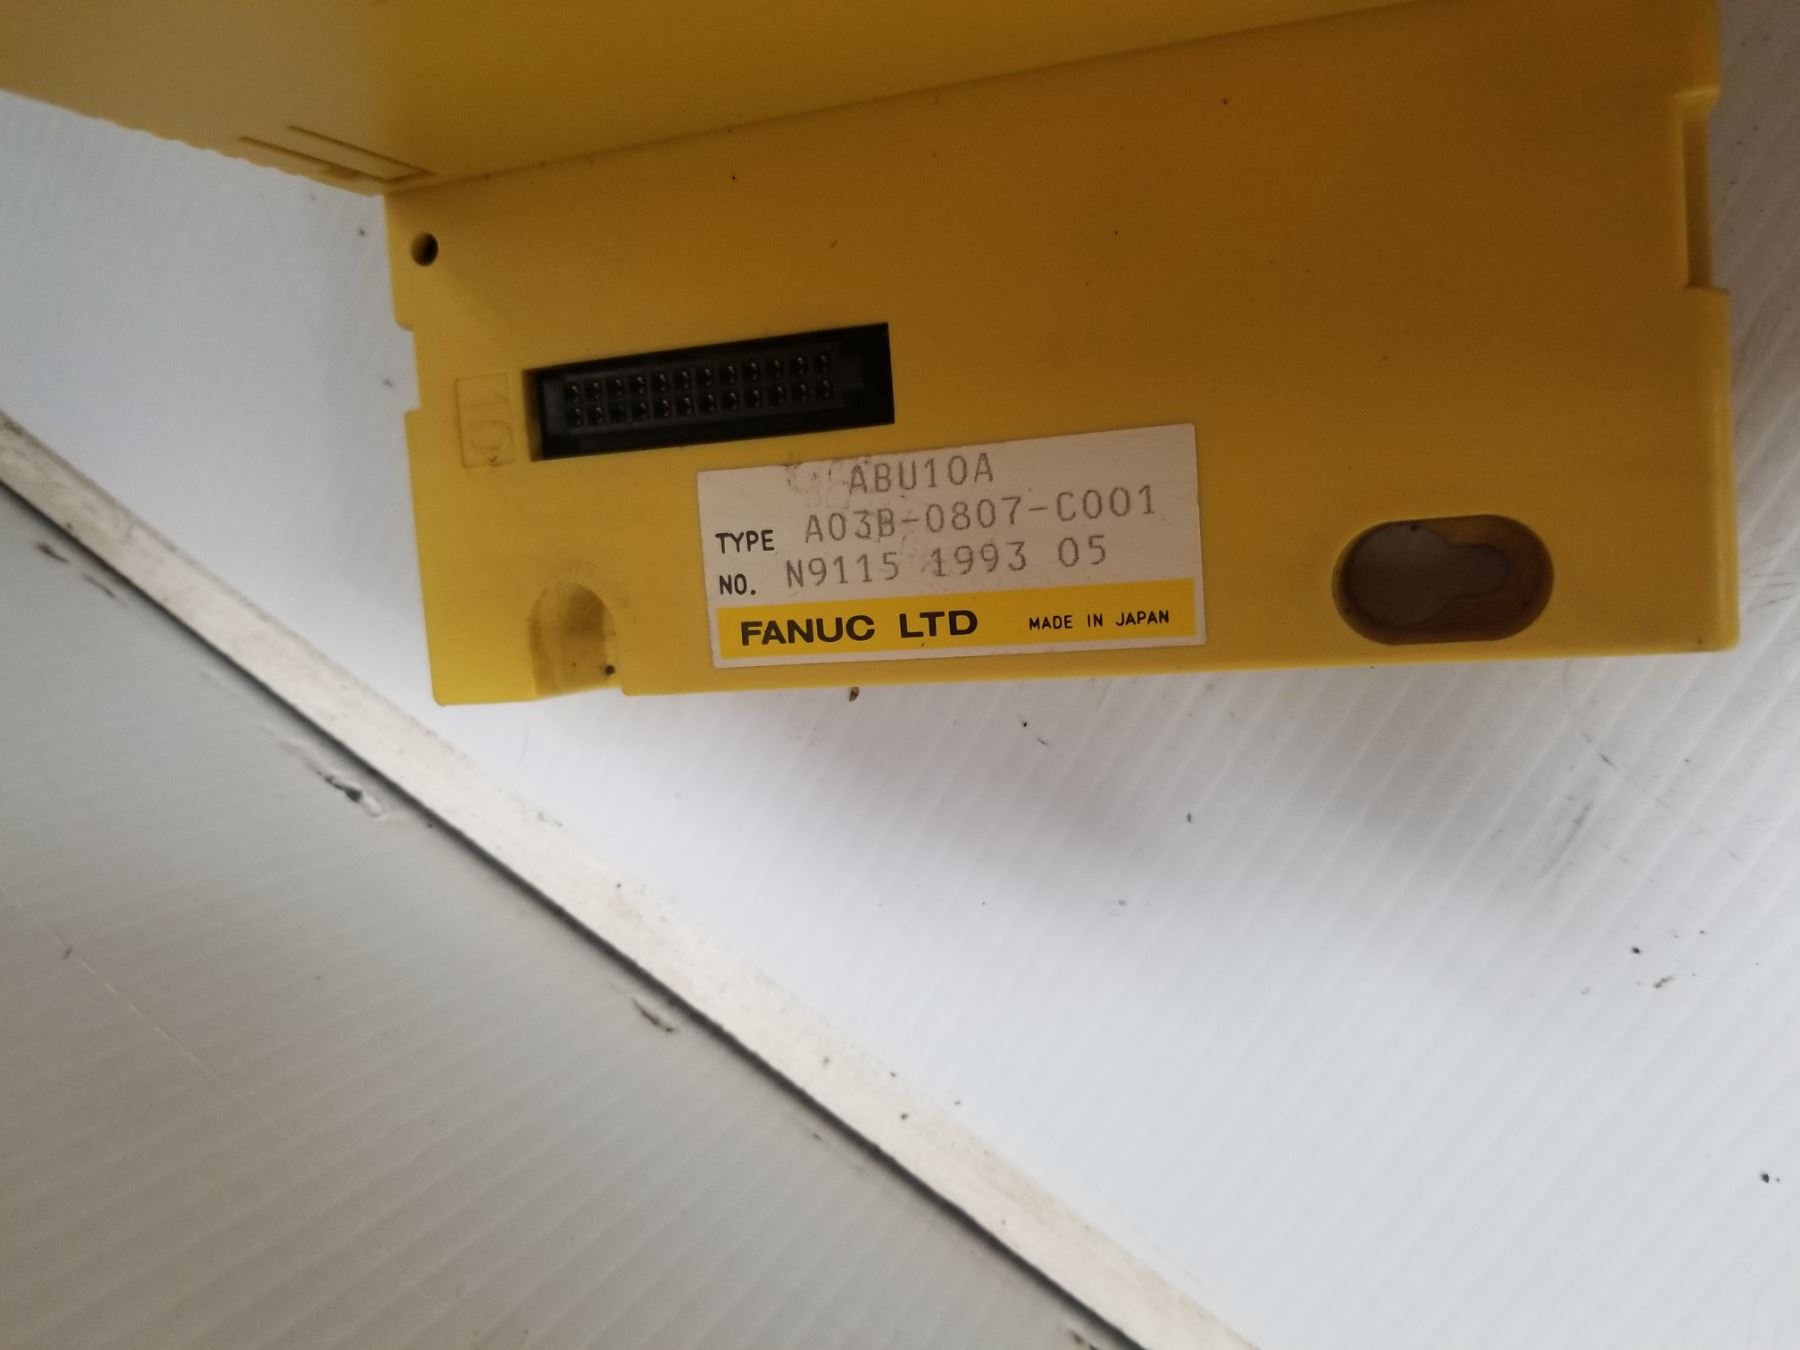 10
ABU10A
TYPE A03B-0807-C001
NO. N9115 1993 05
FANUC LTD MADE IN JAPAN